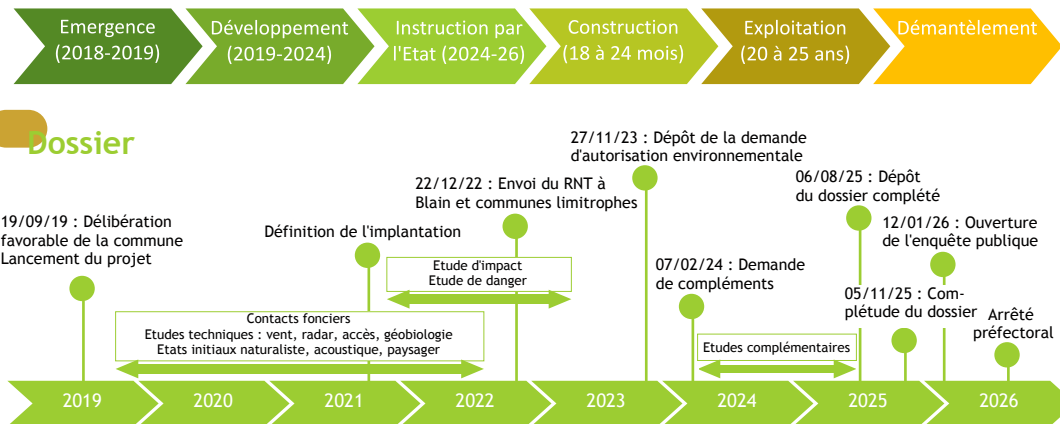 Emergence
(2018-2019)
Développement
(2019-2024)
Instruction par
l'Etat (2024-26)
Construction
(18 à 24 mois)
Exploitation
(20 à 25 ans)
Démantèlement
Dossier
19/09/19 : Délibération
favorable de la commune
Lancement du projet
Définition de l'implantation
22/12/22 : Envoi du RNT à
Blain et communes limitrophes
27/11/23 : Dépôt de la demande
d'autorisation environnementale
07/02/24 : Demande
de compléments
06/08/25 : Dépôt
du dossier complété
12/01/26 : Ouverture
de l'enquête publique
05/11/25 : Com-
plétude du dossier
Arrêté
préfectoral
Etude d'impact
Etude de danger
Contacts fonciers
Etudes techniques : vent, radar, accès, géobiologie
Etats initiaux naturaliste, acoustique, paysager
Etudes complémentaires
2019
2020
2021
2022
2023
2024
2025
2026